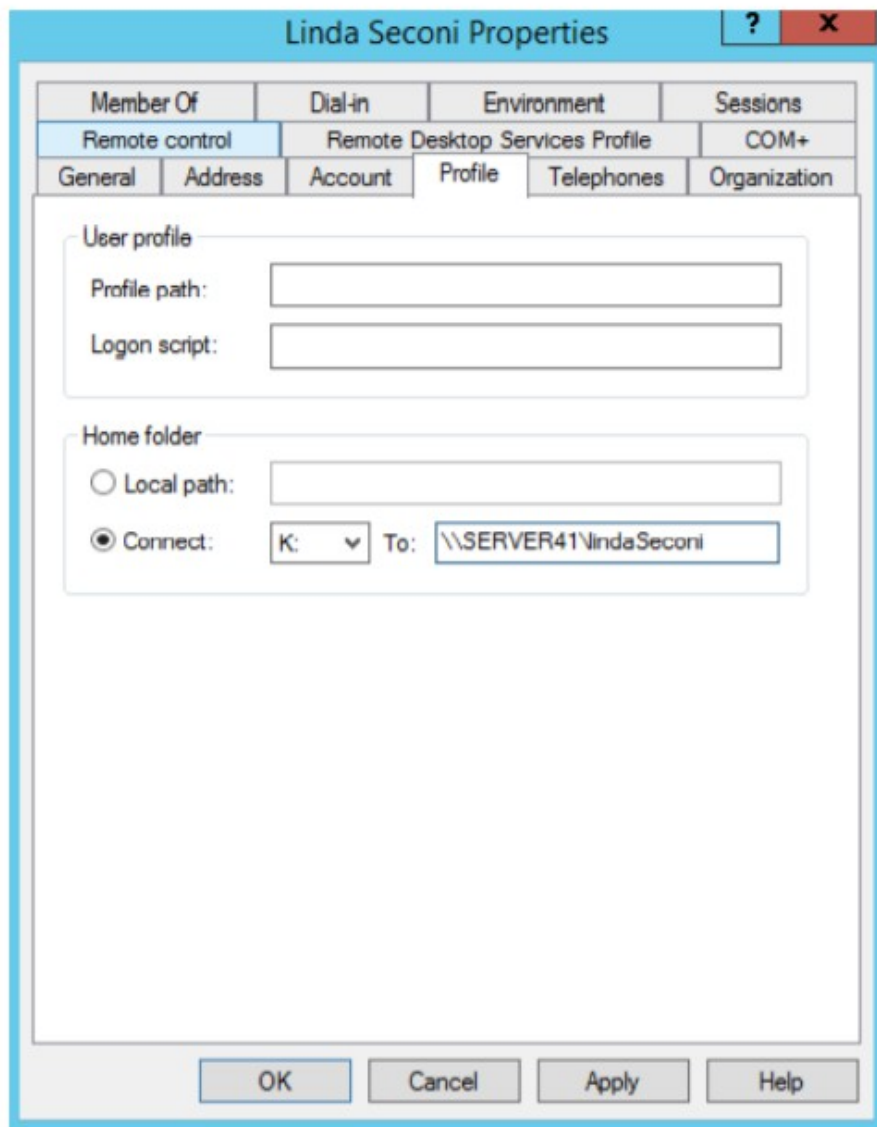 Linda Seconi Properties ? x
Member Of Dial-in Environment Sessions
Remote control Remote Desktop Services Profile COM+
General Address Account Profile Telephones Organization
User profile
Profile path:
Logon script:
Home folder
Local path:
Connect: K: To: \\SERVER41\lindaSeconi
OK Cancel Apply Help